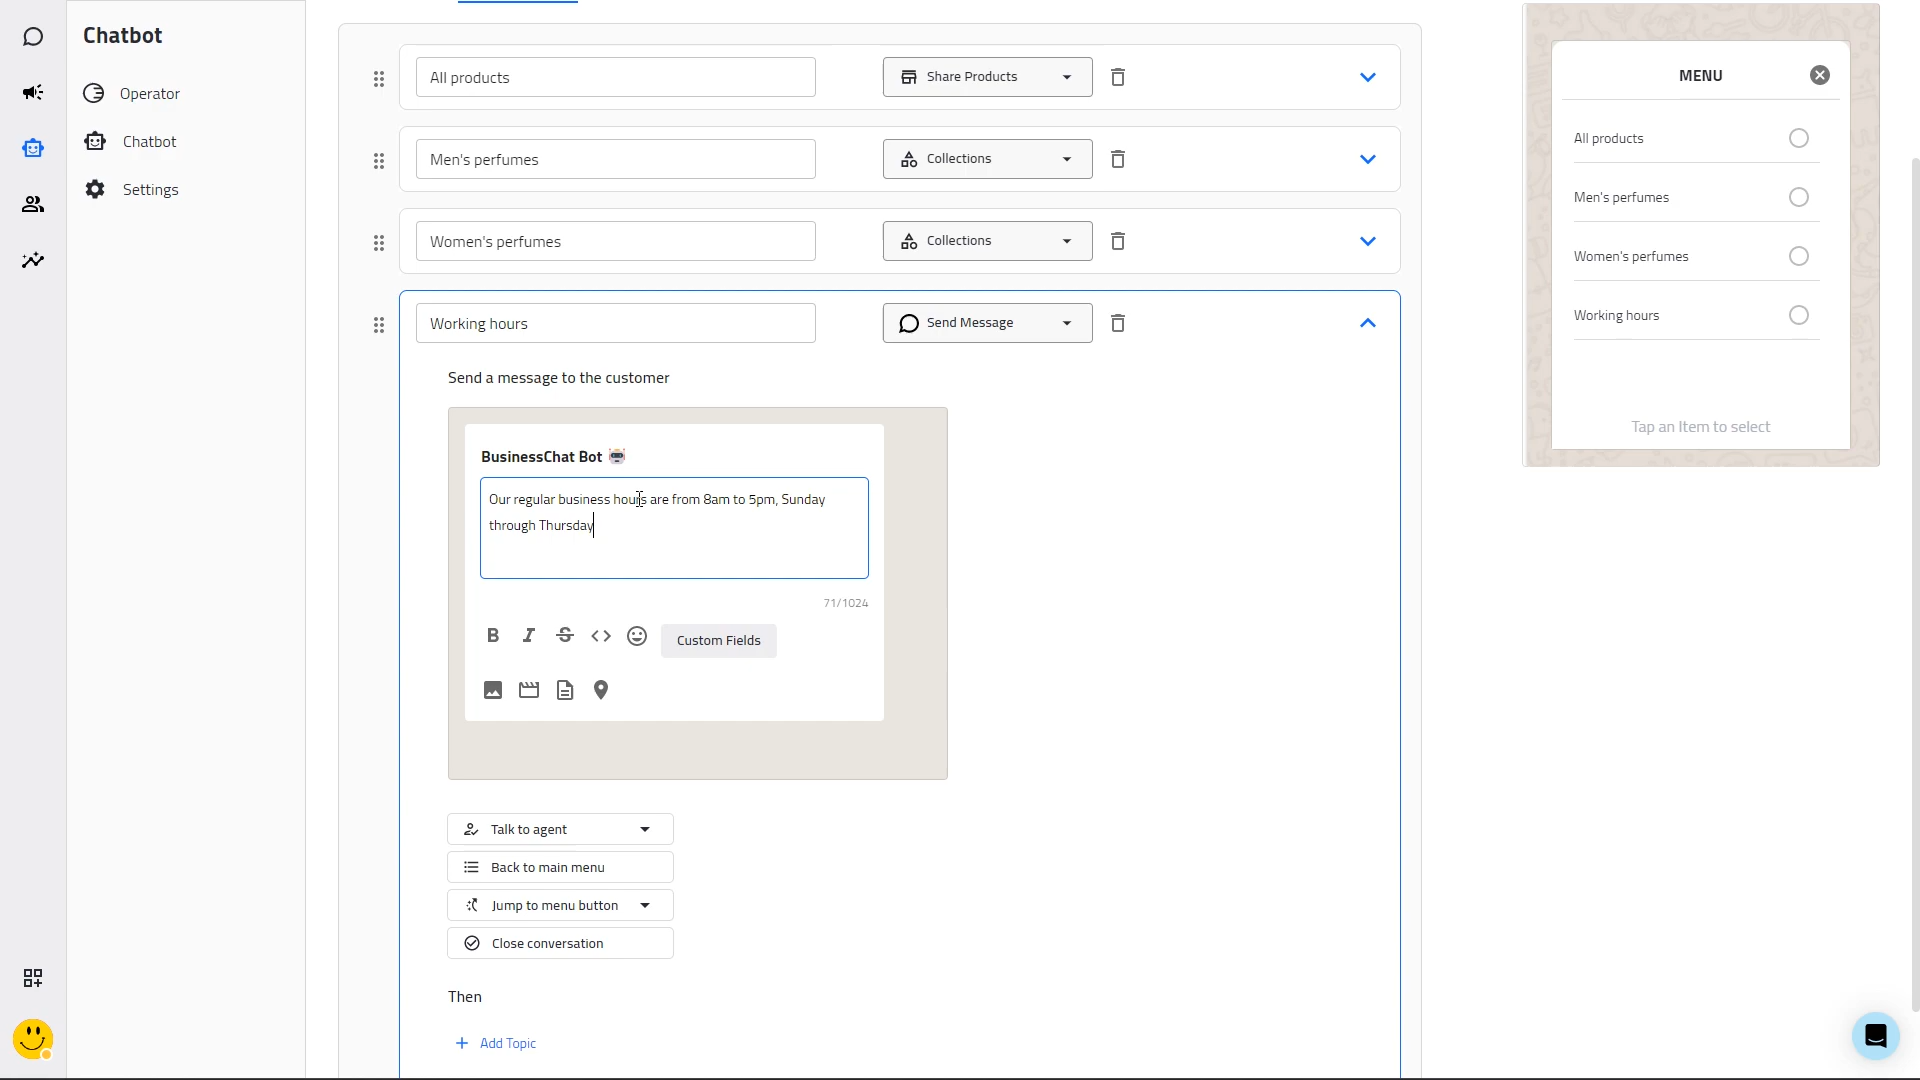 Chatbot
Operator
Chatbot
Settings
All products
Share Products
Men's perfumes
Collections
Women's perfumes
Collections
Working hours
Send Message
Send a message to the customer
BusinessChat Bot
Our regular business hours are from 8am to 5pm, Sunday
through Thursday
71/1024
Custom Fields
Talk to agent
Back to main menu
Jump to menu button
Close conversation
Then
Add Topic
MENU
All products
Men's perfumes
Women's perfumes
Working hours
Tap an Item to select